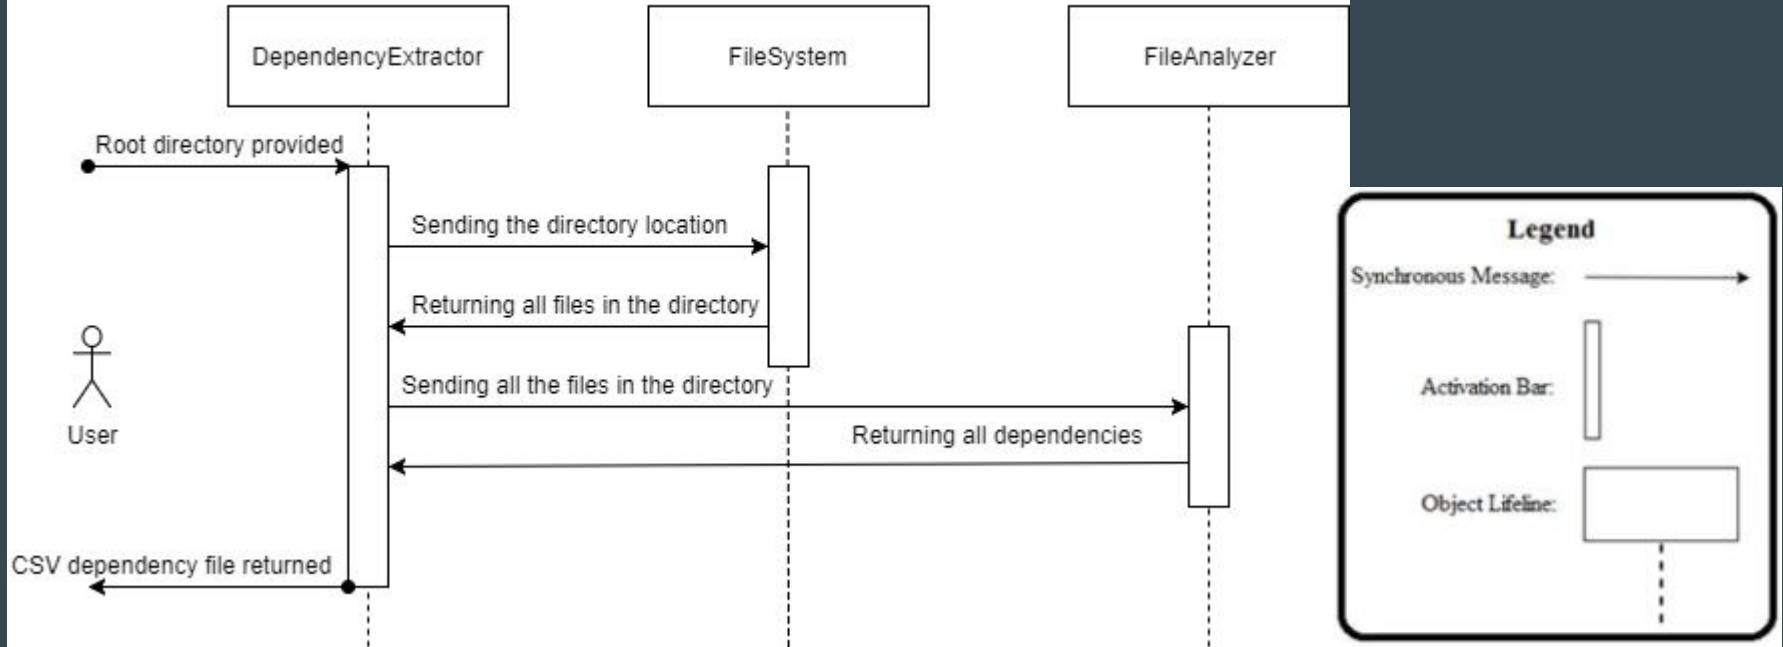 DependencyExtractor
FileSystem
FileAnalyzer
Root directory provided
Sending the directory location
Returning all files in the directory
Sending all the files in the directory
User
Returning all dependencies
CSV dependency file returned
Legend
Synchronous Message:
Activation Bar:
Object Lifeline: